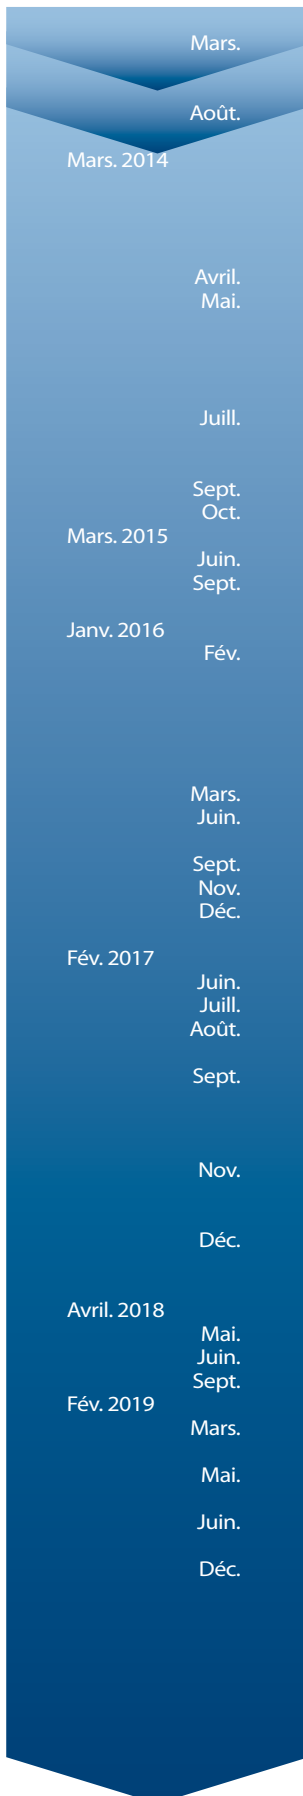 Mars.
Août.
Mars. 2014
Avril.
Mai.
Juill.
Sept.
Oct.
Mars. 2015
Juin.
Sept.
Janv. 2016
Fév.
Mars.
Juin.
Sept.
Nov.
Déc.
Fév. 2017
Juin.
Juill.
Août.
Sept.
Nov.
Déc.
Avril. 2018
Mai.
Juin.
Sept.
Fév. 2019
Mars.
Mai.
Juin.
Déc.